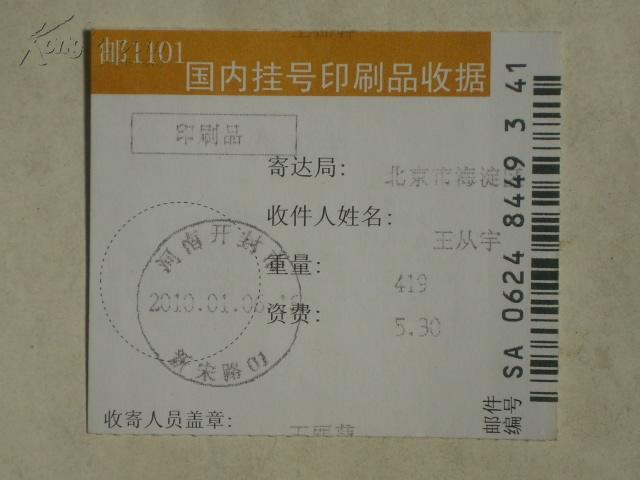 邮1101
国内挂号印刷品收据
印刷品
寄达局: 北京市海淀
收件人姓名: 王从宇
重量: 419
资费: 5.30
河南开封
2010.01.06
新宋路01
收寄人员盖章:
邮件编号
SA 0624 8449 3 41